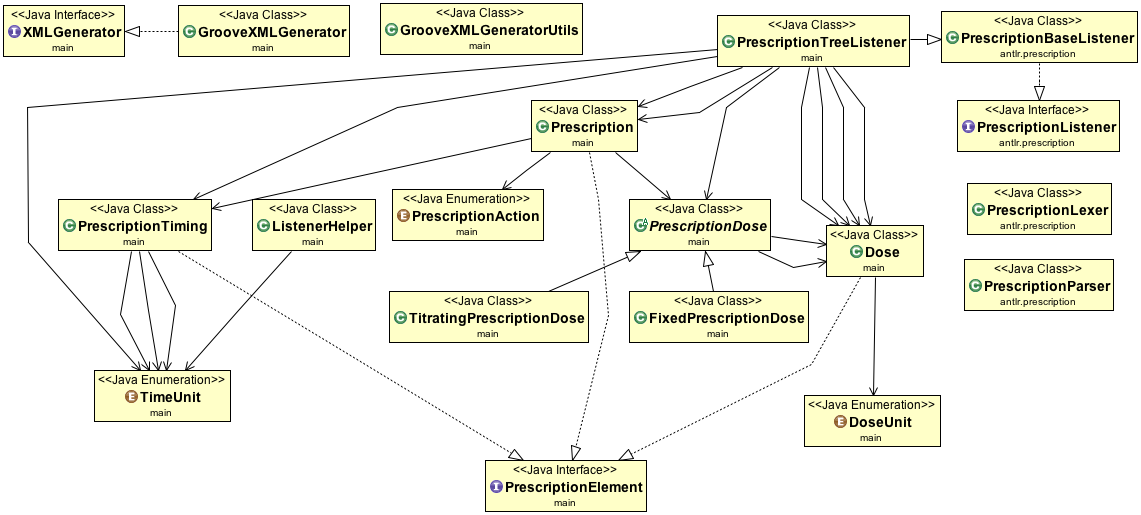 <<Java Interface>>
XMLGenerator
main
<<Java Class>>
GrooveXMLGenerator
main
<<Java Class>>
GrooveXMLGeneratorUtils
main
<<Java Class>>
PrescriptionTreeListener
main
<<Java Class>>
PrescriptionBaseListener
antlr.prescription
<<Java Class>>
Prescription
main
<<Java Interface>>
PrescriptionListener
antlr.prescription
<<Java Class>>
PrescriptionTiming
main
<<Java Class>>
ListenerHelper
main
<<Java Enumeration>>
PrescriptionAction
main
<<Java Class>>
PrescriptionDose
main
<<Java Class>>
Dose
main
<<Java Class>>
PrescriptionLexer
antlr.prescription
<<Java Class>>
PrescriptionParser
antlr.prescription
<<Java Class>>
TitratingPrescriptionDose
main
<<Java Class>>
FixedPrescriptionDose
main
<<Java Enumeration>>
TimeUnit
main
<<Java Enumeration>>
DoseUnit
main
<<Java Interface>>
PrescriptionElement
main